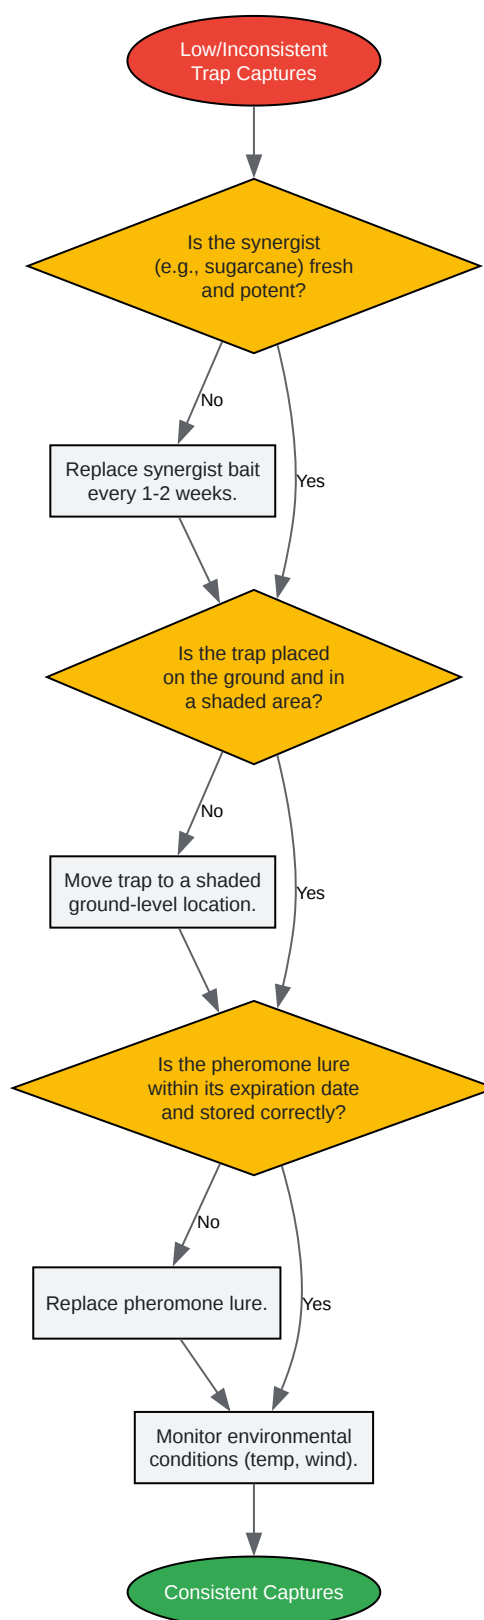 Low/Inconsistent
Trap Captures
Is the synergist
(e.g., sugarcane) fresh
and potent?
No
Yes
Replace synergist bait
every 1-2 weeks.
Is the trap placed
on the ground and in
a shaded area?
No
Yes
Move trap to a shaded
ground-level location.
Is the pheromone lure
within its expiration date
and stored correctly?
No
Yes
Replace pheromone lure.
Monitor environmental
conditions (temp, wind).
Consistent Captures